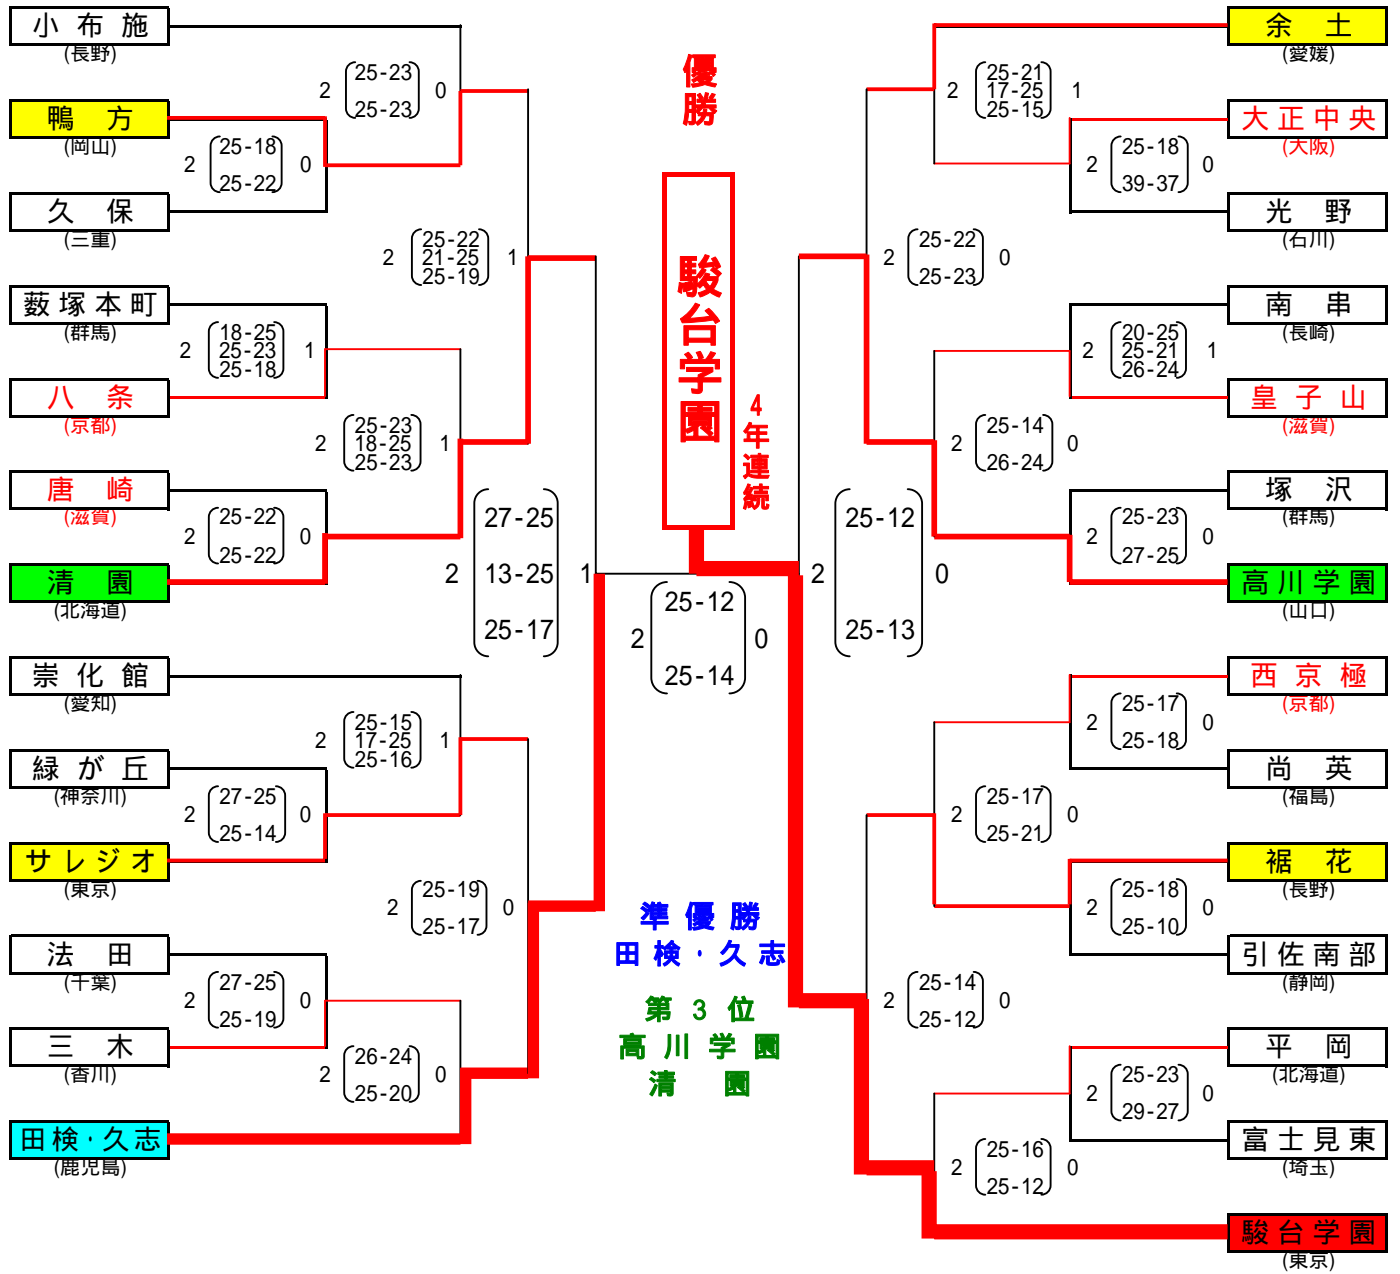 小布施
(長野)
2 25-23 0
25-23
鴨方
(岡山)
2 25-18 0
25-22
久保
(三重)
2 25-22 1
21-25
25-19
薮塚本町
(群馬)
2 18-25 1
25-23
25-18
八条
(京都)
2 25-23 1
18-25
25-23
唐崎
(滋賀)
2 25-22 0
25-22
清園
(北海道)
2 27-25 1
13-25
25-17
崇化館
(愛知)
2 25-15 1
17-25
25-16
緑が丘
(神奈川)
2 27-25 0
25-14
サレジオ
(東京)
2 25-19 0
25-17
法田
(千葉)
2 27-25 0
25-19
三木
(香川)
2 26-24 0
25-20
田検・久志
(鹿児島)
優勝
駿台学園
4年連続
2 25-12 0
25-14
準優勝
田検・久志
第3位
高川学園
清園
余土
(愛媛)
2 25-21 1
17-25
25-15
大正中央
(大阪)
2 25-18 0
39-37
光野
(石川)
2 25-22 0
25-23
南串
(長崎)
2 20-25 1
25-21
26-24
皇子山
(滋賀)
2 25-14 0
26-24
塚沢
(群馬)
2 25-23 0
27-25
高川学園
(山口)
2 25-12 0
25-13
西京極
(京都)
2 25-17 0
25-18
尚英
(福島)
2 25-17 0
25-21
裾花
(長野)
2 25-18 0
25-10
引佐南部
(静岡)
2 25-14 0
25-12
平岡
(北海道)
2 25-23 0
29-27
富士見東
(埼玉)
2 25-16 0
25-12
駿台学園
(東京)